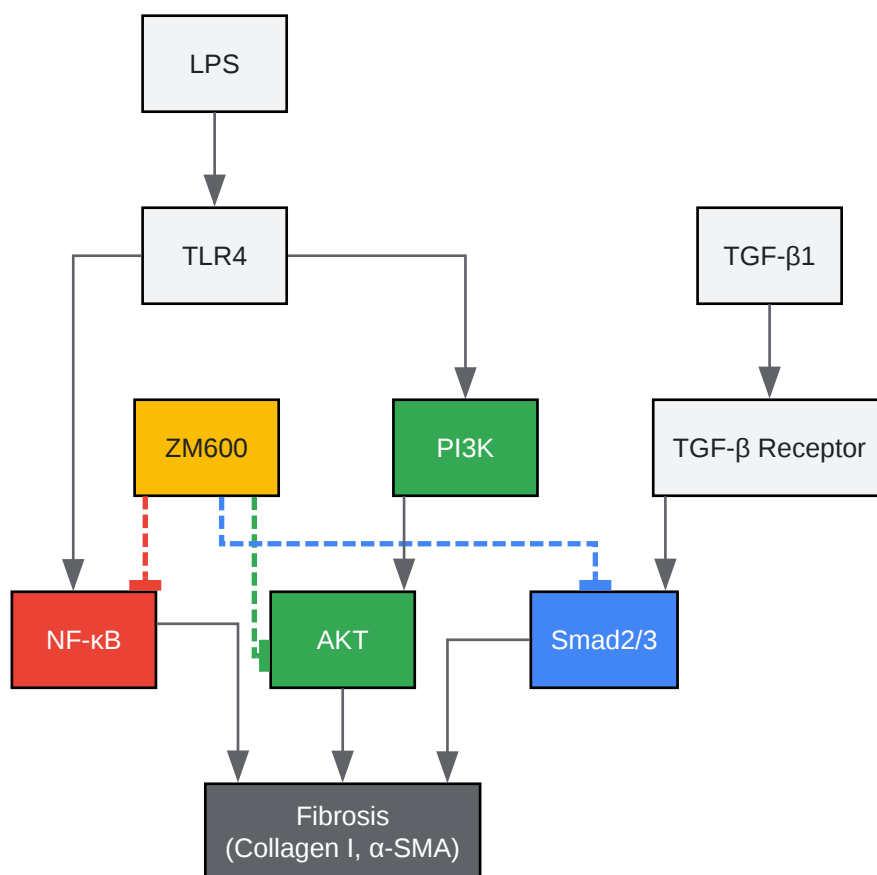 LPS
TLR4
TGF-β1
ZM600
PI3K
TGF-β Receptor
NF-κB
AKT
Smad2/3
Fibrosis
(Collagen I, α-SMA)